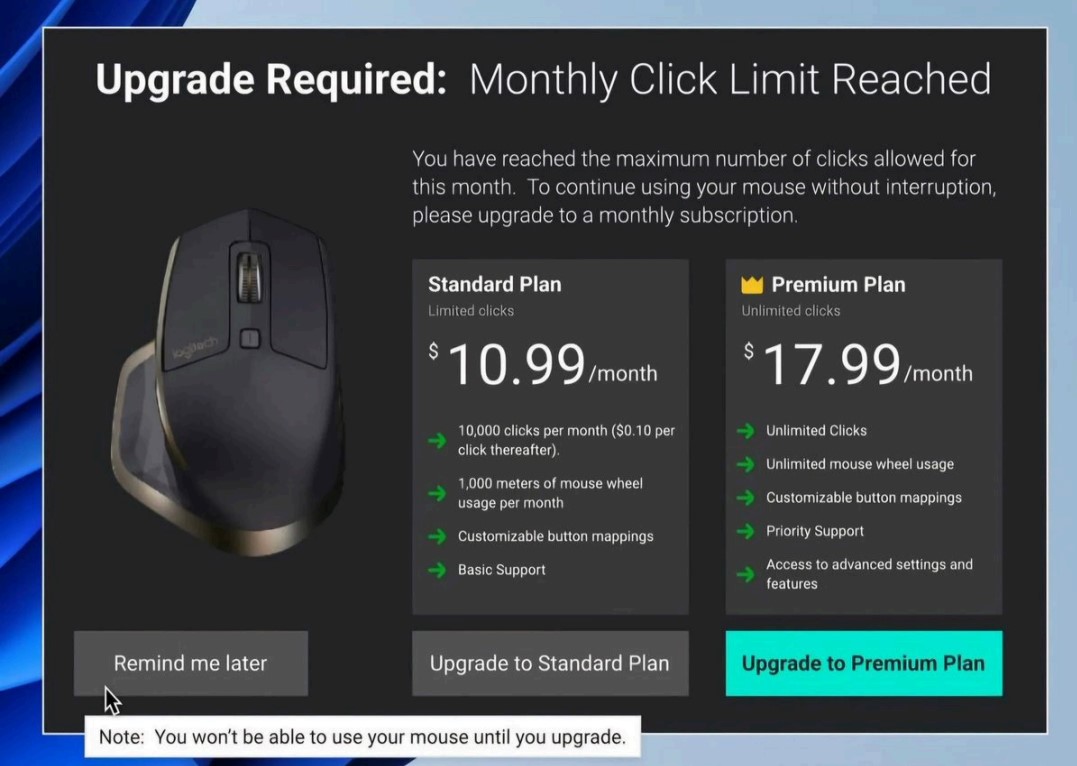 Upgrade Required: Monthly Click Limit Reached
You have reached the maximum number of clicks allowed for
this month. To continue using your mouse without interruption,
please upgrade to a monthly subscription.
Standard Plan
Limited clicks
$ 10.99/month
10,000 clicks per month ($0.10 per
click thereafter).
1,000 meters of mouse wheel
usage per month
Customizable button mappings
Basic Support
Premium Plan
Unlimited clicks
$ 17.99/month
Unlimited Clicks
Unlimited mouse wheel usage
Customizable button mappings
Priority Support
Access to advanced settings and
features
Remind me later
Upgrade to Standard Plan
Upgrade to Premium Plan
Note: You won't be able to use your mouse until you upgrade.